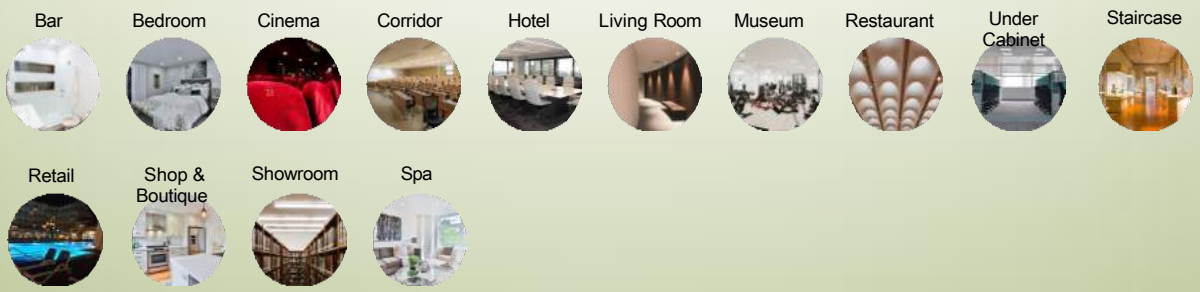 Bar
Bedroom
Cinema
Corridor
Hotel
Living Room
Museum
Restaurant
Under
Cabinet
Staircase
Retail
Shop &
Boutique
Showroom
Spa